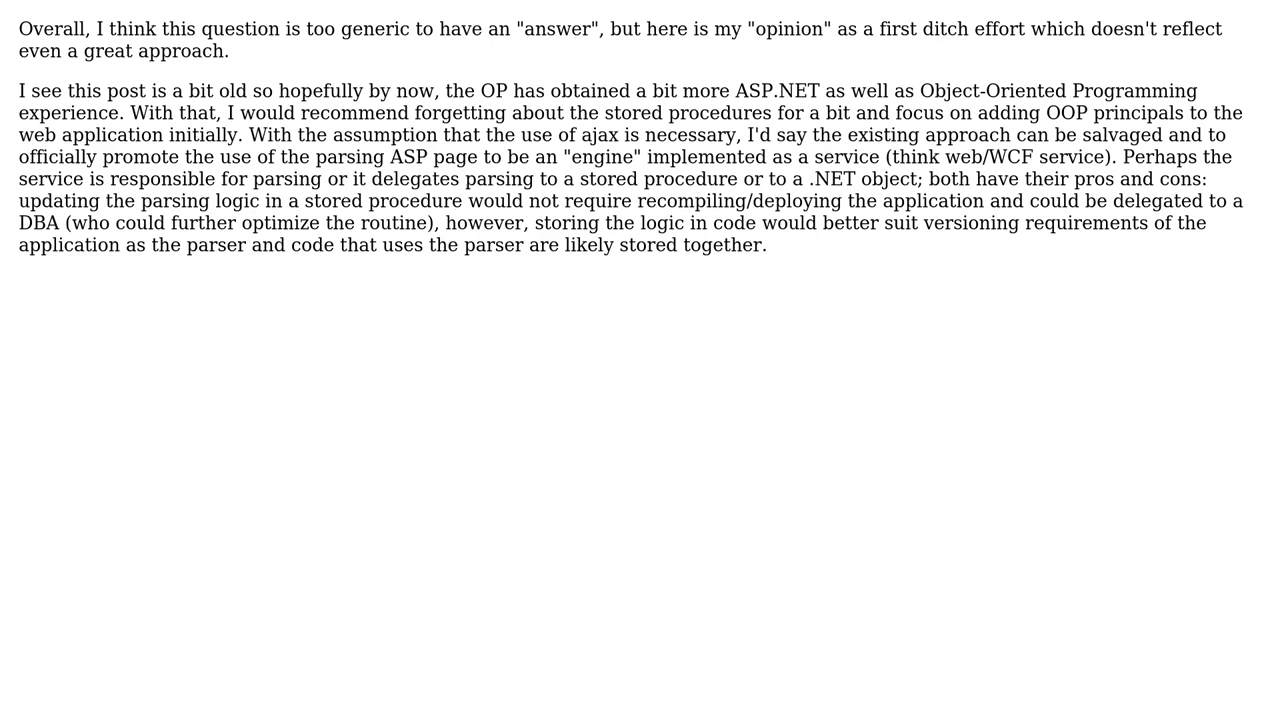 Overall, I think this question is too generic to have an "answer", but here is my "opinion" as a first ditch effort which doesn't reflect
even a great approach.
I see this post is a bit old so hopefully by now, the OP has obtained a bit more ASP.NET as well as Object-Oriented Programming
experience. With that, I would recommend forgetting about the stored procedures for a bit and focus on adding OOP principals to the
web application initially. With the assumption that the use of ajax is necessary, I'd say the existing approach can be salvaged and to
officially promote the use of the parsing ASP page to be an "engine" implemented as a service (think web/WCF service). Perhaps the
service is responsible for parsing or it delegates parsing to a stored procedure or to a .NET object; both have their pros and cons:
updating the parsing logic in a stored procedure would not require recompiling/deploying the application and could be delegated to a
DBA (who could further optimize the routine), however, storing the logic in code would better suit versioning requirements of the
application as the parser and code that uses the parser are likely stored together.